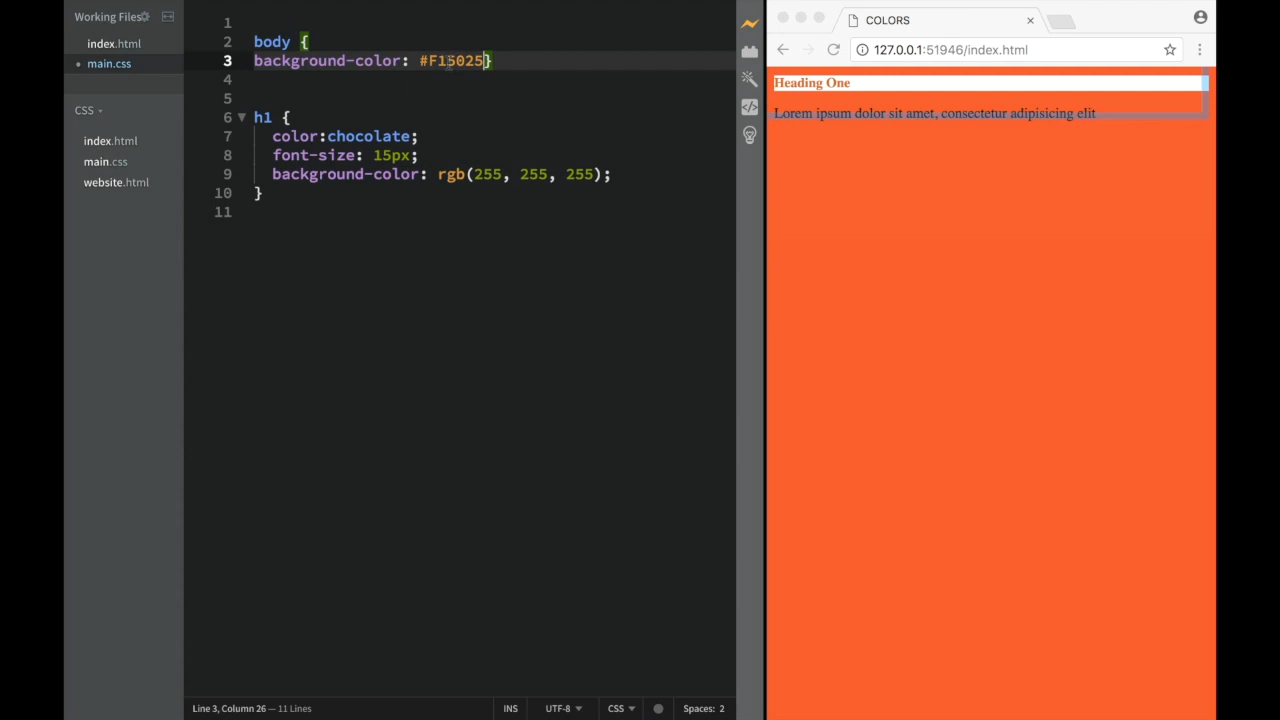 Working Files
index.html
main.css
CSS
index.html
main.css
website.html
1
2 body {
3 background-color: #F15025}
4
5
6 h1 {
7 color:chocolate;
8 font-size: 15px;
9 background-color: rgb(255, 255, 255);
10 }
11
Line 3, Column 26 — 11 Lines
INS
UTF-8
CSS
Spaces: 2
COLORS
127.0.0.1:51946/index.html
Heading One
Lorem ipsum dolor sit amet, consectetur adipisicing elit